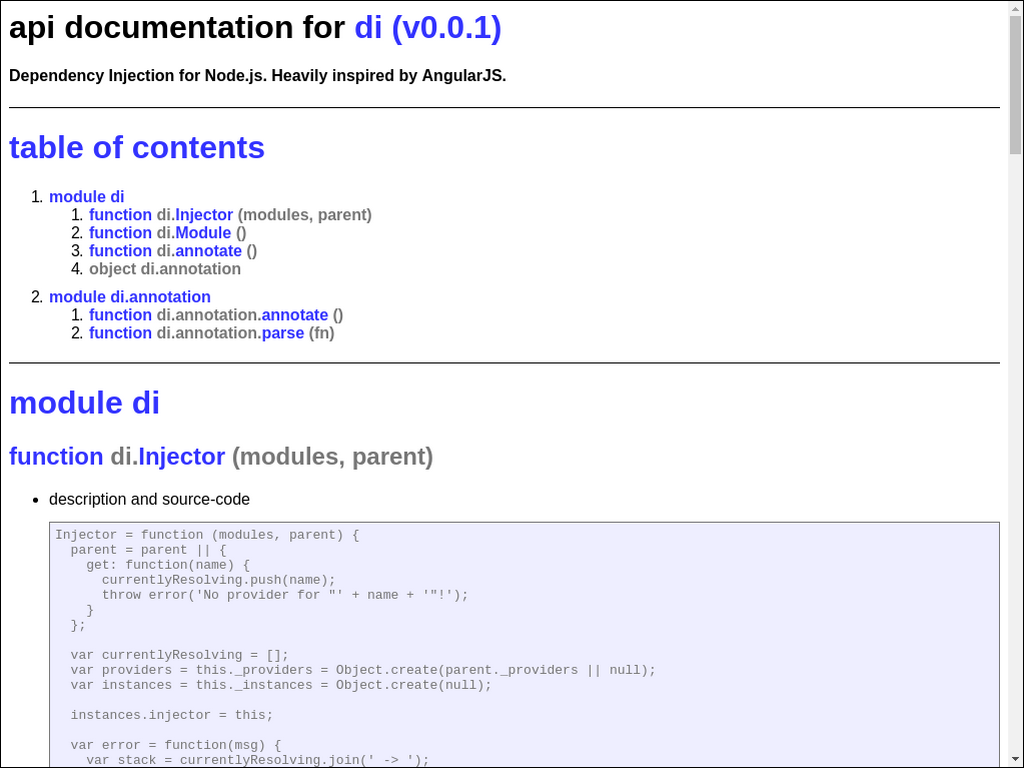 api documentation for di (v0.0.1)
Dependency Injection for Node.js. Heavily inspired by AngularJS.
table of contents
1. module di
1. function di.Injector (modules, parent)
2. function di.Module ()
3. function di.annotate ()
4. object di.annotation
2. module di.annotation
1. function di.annotation.annotate ()
2. function di.annotation.parse (fn)
module di
function di.Injector (modules, parent)
• description and source-code
Injector = function (modules, parent) {
  parent = parent || {
    get: function(name) {
      currentlyResolving.push(name);
      throw error('No provider for "' + name + '"!');
    }
  };
  var currentlyResolving = [];
  var providers = this._providers = Object.create(parent._providers || null);
  var instances = this._instances = Object.create(null);
  instances.injector = this;
  var error = function(msg) {
    var stack = currentlyResolving.join(' -> ');